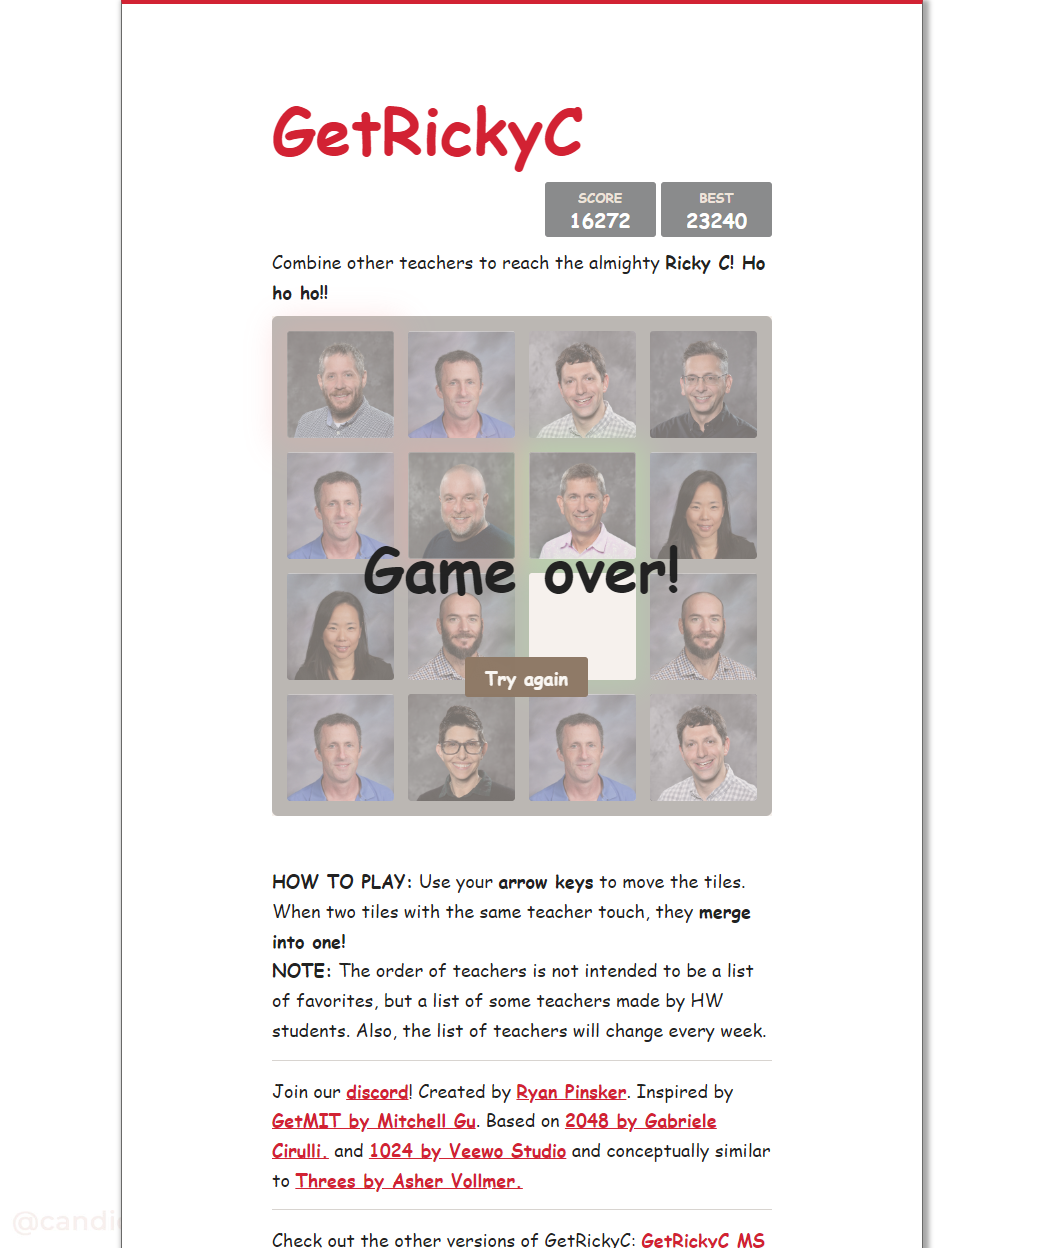 GetRickyC
SCORE
16272
BEST
23240
Combine other teachers to reach the almighty Ricky C! Ho
ho ho!!
Game over!
Try again
HOW TO PLAY: Use your arrow keys to move the tiles.
When two tiles with the same teacher touch, they merge
into one!
NOTE: The order of teachers is not intended to be a list
of favorites, but a list of some teachers made by HW
students. Also, the list of teachers will change every week.
Join our discord! Created by Ryan Pinsker. Inspired by
GetMIT by Mitchell Gu. Based on 2048 by Gabriele
Cirulli. and 1024 by Veewo Studio and conceptually similar
to Threes by Asher Vollmer.
Check out the other versions of GetRickyC: GetRickyC MS